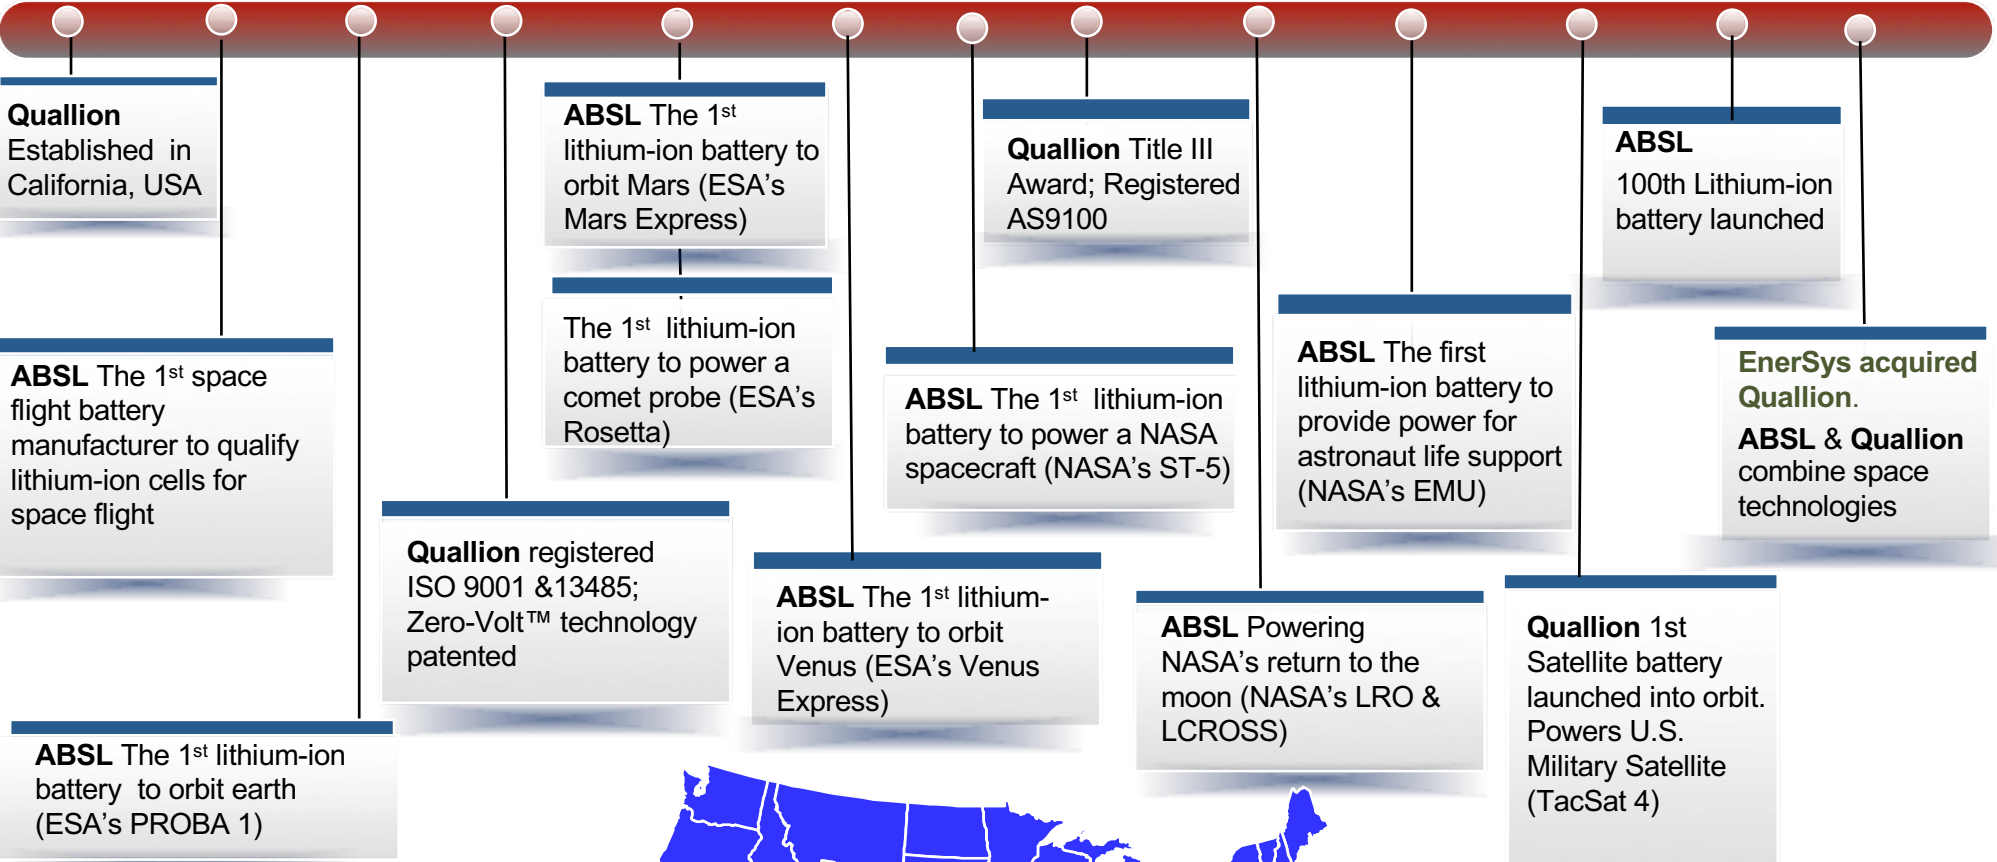 Quallion
Established in
California, USA
ABSL The 1st space
flight battery
manufacturer to qualify
lithium-ion cells for
space flight
ABSL The 1st lithium-ion
battery to orbit earth
(ESA's PROBA 1)
Quallion registered
ISO 9001 &13485;
Zero-Volt™ technology
patented
ABSL The 1st
lithium-ion battery to
orbit Mars (ESA's
Mars Express)
The 1st lithium-ion
battery to power a
comet probe (ESA's
Rosetta)
ABSL The 1st lithium-
ion battery to orbit
Venus (ESA's Venus
Express)
ABSL The 1st lithium-ion
battery to power a NASA
spacecraft (NASA's ST-5)
Quallion Title III
Award; Registered
AS9100
ABSL Powering
NASA's return to the
moon (NASA's LRO &
LCROSS)
ABSL The first
lithium-ion battery to
provide power for
astronaut life support
(NASA's EMU)
Quallion 1st
Satellite battery
launched into orbit.
Powers U.S.
Military Satellite
(TacSat 4)
ABSL
100th Lithium-ion
battery launched
EnerSys acquired
Quallion.
ABSL & Quallion
combine space
technologies